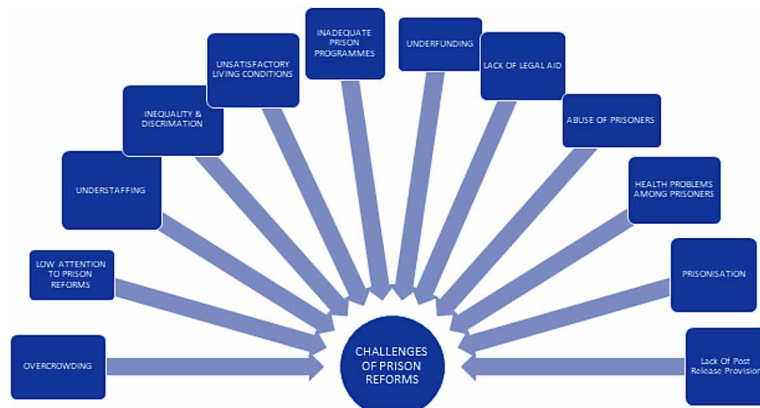 OVERCROWDING
LOW ATTENTION
TO PRISON
REFORMS
UNDERSTAFFING
INEQUALITY &
DISCRIMATION
UNSATISFACTORY
LIVING CONDITIONS
INADEQUATE
PRISON
PROGRAMMES
UNDERFUNDING
LACK OF LEGAL AID
ABUSE OF PRISONERS
HEALTH PROBLEMS
AMONG PRISONERS
PRISONISATION
Lack Of Post
Release Provision
CHALLENGES
OF PRISON
REFORMS